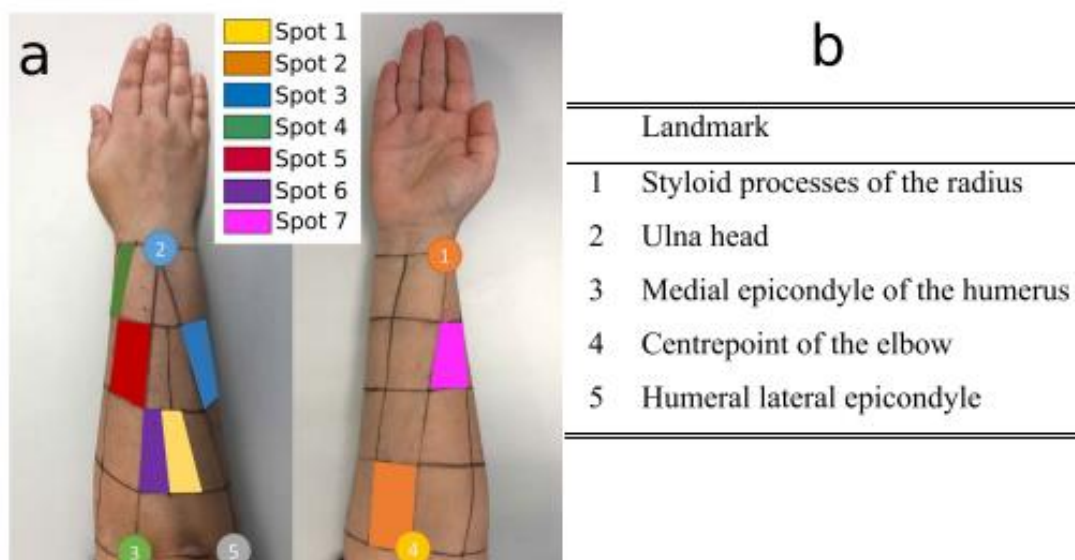 a
Spot 1
Spot 2
Spot 3
Spot 4
Spot 5
Spot 6
Spot 7
2
1
3
5
4
b
Landmark
1 Styloid processes of the radius
2 Ulna head
3 Medial epicondyle of the humerus
4 Centrepoint of the elbow
5 Humeral lateral epicondyle